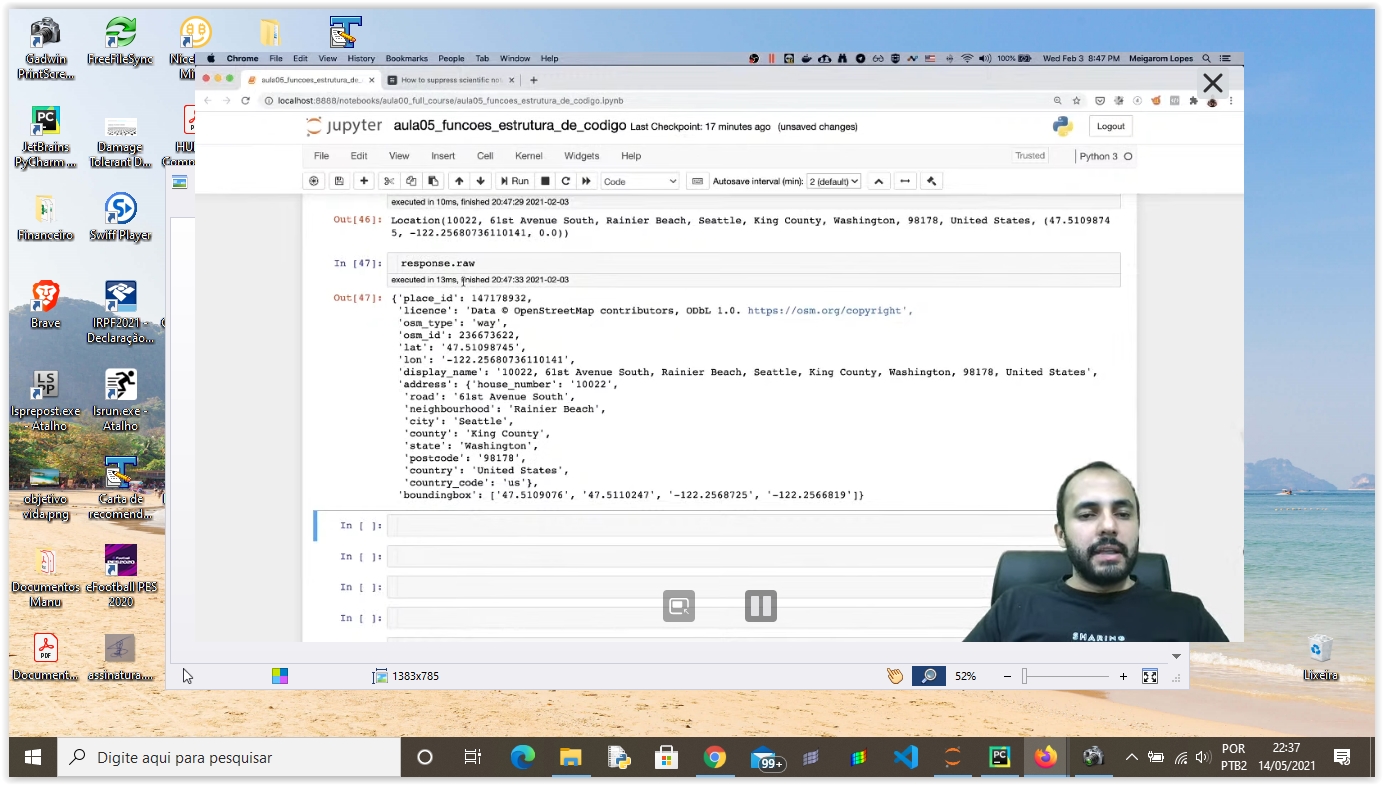 Gadwin
PrintScre...
FreeFileSync
JetBrains
PyCharm ...
Damage
Tolerant D...
Financeiro
Swiff Player
Brave
IRPF2021 -
Declaração...
LS
PP
lsprepost.exe
- Atalho
lsrun.exe -
Atalho
objetivo
vida.png
Carta de
recomend...
Documentos
Manu
eFootball PES
2020
PDF
Document...
assinatura....
Lixeira
Chrome File Edit View History Bookmarks People Tab Window Help
100% Wed Feb 3 8:47 PM Meigarom Lopes
aula05_funcoes_estrutura_de_
How to suppress scientific no
localhost:8888/notebooks/aula00_full_course/aula05_funcoes_estrutura_de_codigo.ipynb
jupyter aula05_funcoes_estrutura_de_codigo Last Checkpoint: 17 minutes ago (unsaved changes)
Logout
File Edit View Insert Cell Kernel Widgets Help
Trusted Python 3
Run Code Autosave interval (min): 2 (default)
executed in 10ms, finished 20:47:29 2021-02-03
Out[46]: Location(10022, 61st Avenue South, Rainier Beach, Seattle, King County, Washington, 98178, United States, (47.5109874
5, -122.25680736110141, 0.0))
In [47]: response.raw
executed in 13ms, finished 20:47:33 2021-02-03
Out[47]: {'place_id': 147178932,
'licence': 'Data © OpenStreetMap contributors, ODbL 1.0. https://osm.org/copyright',
'osm_type': 'way',
'osm_id': 236673622,
'lat': '47.51098745',
'lon': '-122.25680736110141',
'display_name': '10022, 61st Avenue South, Rainier Beach, Seattle, King County, Washington, 98178, United States',
'address': {'house_number': '10022',
'road': '61st Avenue South',
'neighbourhood': 'Rainier Beach',
'city': 'Seattle',
'county': 'King County',
'state': 'Washington',
'postcode': '98178',
'country': 'United States',
'country_code': 'us'},
'boundingbox': ['47.5109076', '47.5110247', '-122.2568725', '-122.2566819']}
In [ ]:
In [ ]:
In [ ]:
In [ ]:
SHARING
1383x785
52%
Digite aqui para pesquisar
99+
POR
PTB2
22:37
14/05/2021